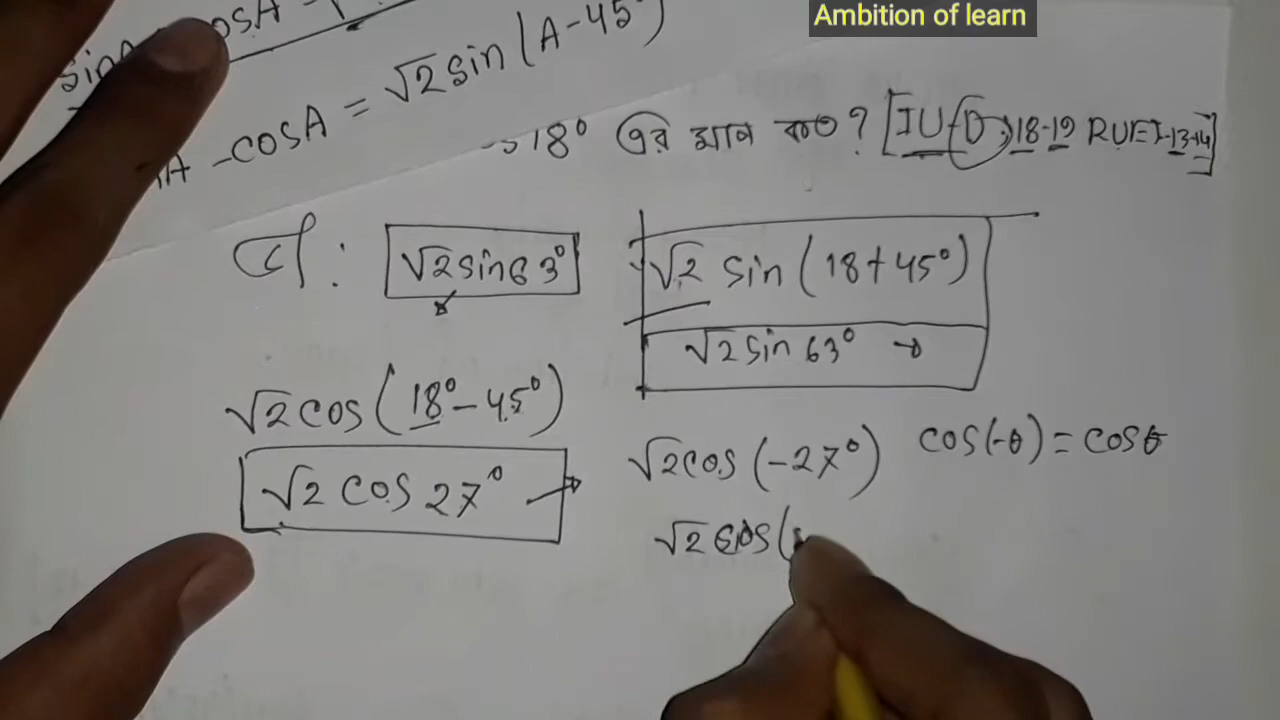 Ambition of learn
A - cosA = √2 sin(A-45°)
18° এর মান কত? [IU-D, 18-19 RUET-13-14]
√2 sin63°
√2 sin(18+45°)
√2 sin 63° →
√2 cos(18°-45°)
√2 cos(-27°) cos(-θ) = cosθ
√2 cos 27° →
√2 cos(